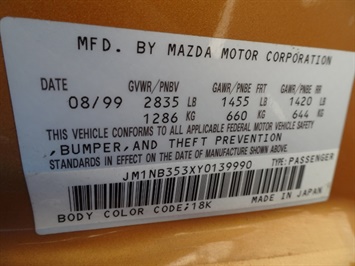 MFD. BY MAZDA MOTOR CORPORATION
DATE GVWR/PNBV GAWR/PNBE FRT GAWR/PNBE RR
08/99 2835 LB 1455 LB 1420 LB
1286 KG 660 KG 644 KG
THIS VEHICLE CONFORMS TO ALL APPLICABLE FEDERAL MOTOR VEHICLE SAFETY
,BUMPER,AND THEFT PREVENTION
STANDARDS IN EFFECT ON THE DATE OF MANUFACTURE SHOWN ABOVE.
JM1NB353XY0139990 TYPE:PASSENGER
BODY COLOR CODE;18K MADE IN JAPAN